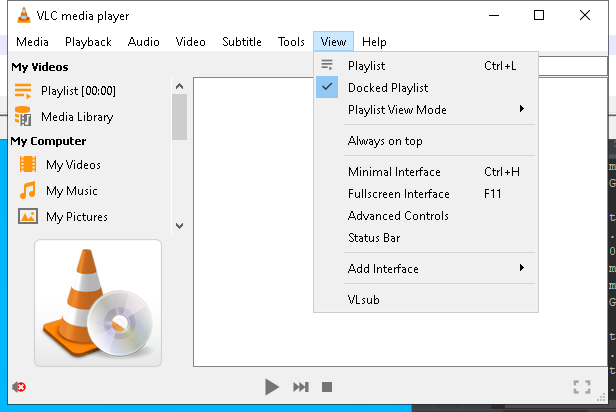 VLC media player
Media Playback Audio Video Subtitle Tools View Help
My Videos
Playlist [00:00]
Media Library
My Computer
My Videos
My Music
My Pictures
Playlist Ctrl+L
Docked Playlist
Playlist View Mode
Always on top
Minimal Interface Ctrl+H
Fullscreen Interface F11
Advanced Controls
Status Bar
Add Interface
VLsub